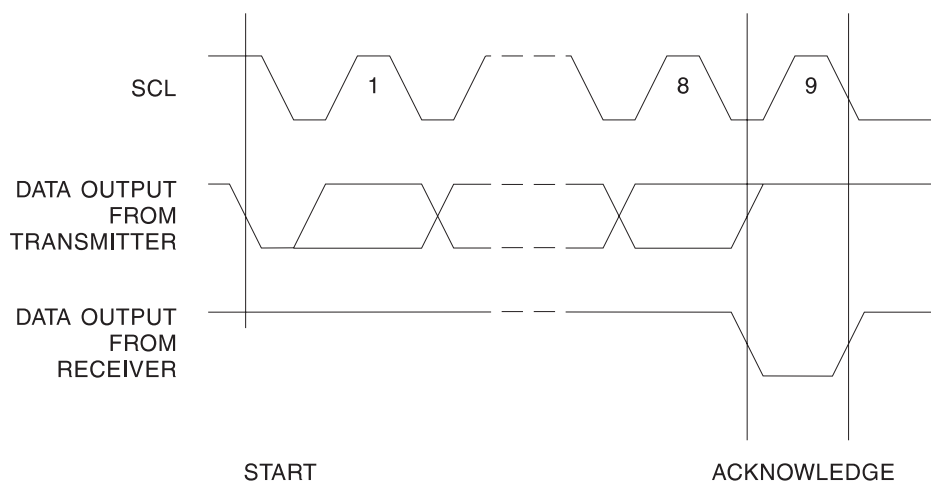 SCL
1
8
9
DATA OUTPUT
FROM
TRANSMITTER
DATA OUTPUT
FROM
RECEIVER
START
ACKNOWLEDGE